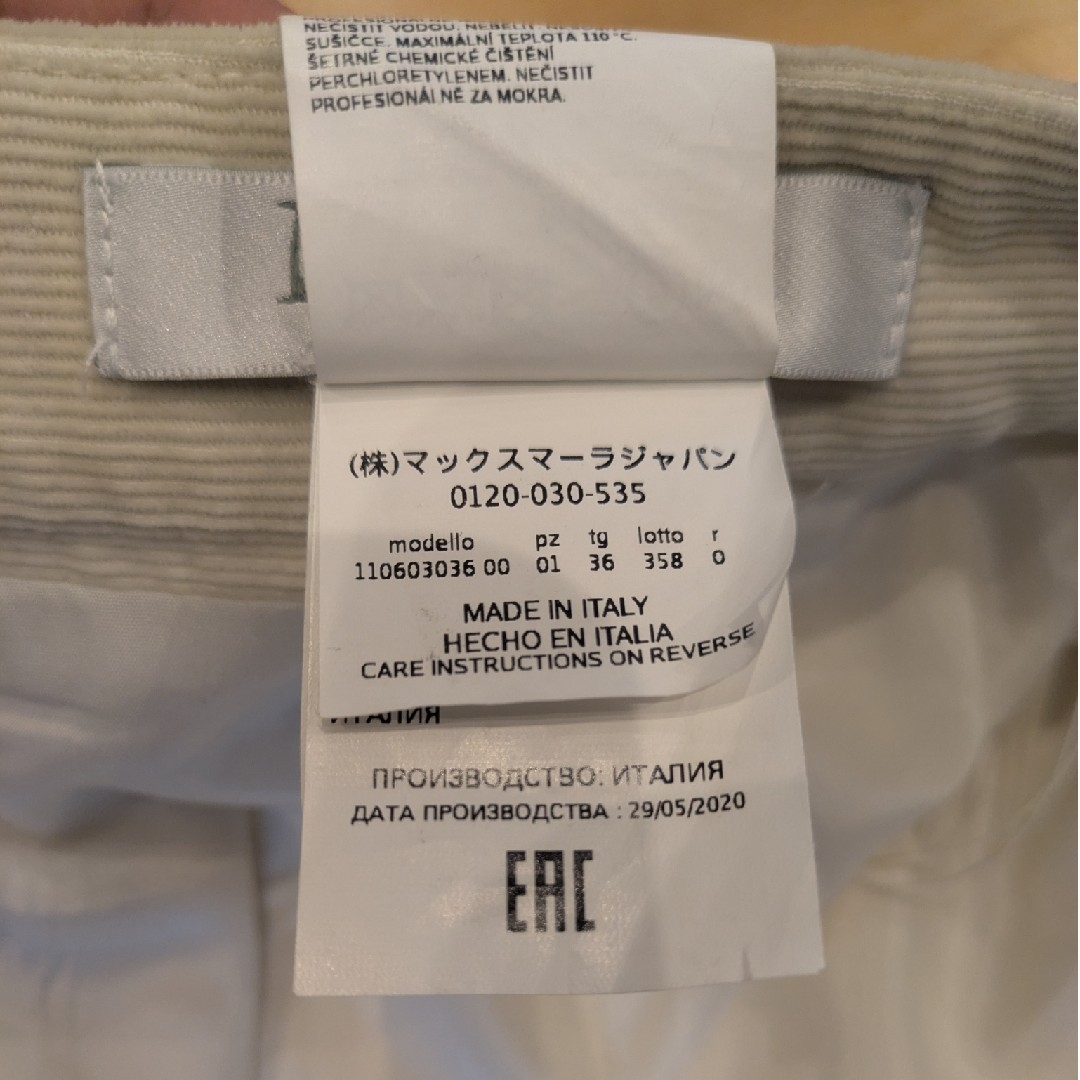 NEČISTIT VODOU.
SUŠIČCE. MAXIMÁLNÍ TEPLOTA 110°C.
ŠETRNÉ CHEMICKÉ ČIŠTĚNÍ
PERCHLORETYLENEM. NEČISTIT
PROFESIONÁLNĚ ZA MOKRA.
(株)マックスマーラジャパン
0120-030-535
modello pz tg lotto r
110603036 00 01 36 358 0
MADE IN ITALY
HECHO EN ITALIA
CARE INSTRUCTIONS ON REVERSE
ИТАЛИЯ
ПРОИЗВОДСТВО: ИТАЛИЯ
ДАТА ПРОИЗВОДСТВА : 29/05/2020
EAC